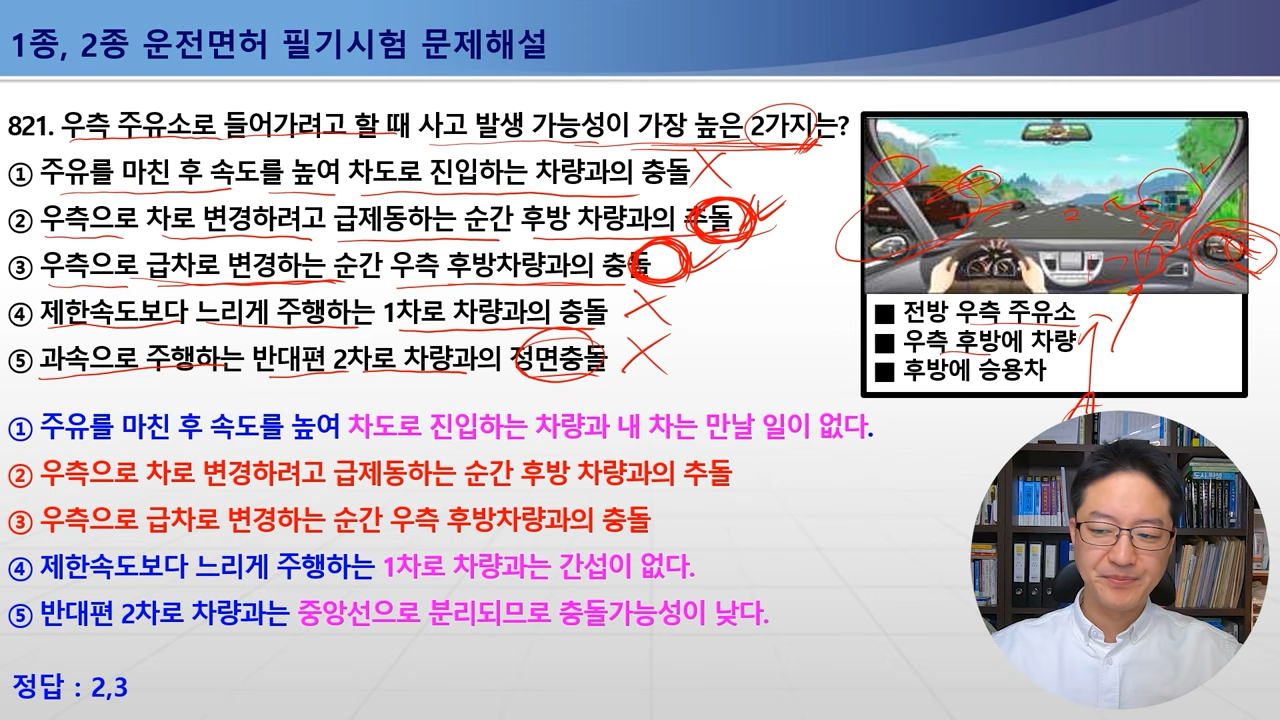 1종, 2종 운전면허 필기시험 문제해설
821. 우측 주유소로 들어가려고 할 때 사고 발생 가능성이 가장 높은 2가지는?
① 주유를 마친 후 속도를 높여 차도로 진입하는 차량과의 충돌
② 우측으로 차로 변경하려고 급제동하는 순간 후방 차량과의 추돌
③ 우측으로 급차로 변경하는 순간 우측 후방차량과의 충돌
④ 제한속도보다 느리게 주행하는 1차로 차량과의 충돌
⑤ 과속으로 주행하는 반대편 2차로 차량과의 정면충돌
■ 전방 우측 주유소
■ 우측 후방에 차량
■ 후방에 승용차
① 주유를 마친 후 속도를 높여 차도로 진입하는 차량과 내 차는 만날 일이 없다.
② 우측으로 차로 변경하려고 급제동하는 순간 후방 차량과의 추돌
③ 우측으로 급차로 변경하는 순간 우측 후방차량과의 충돌
④ 제한속도보다 느리게 주행하는 1차로 차량과는 간섭이 없다.
⑤ 반대편 2차로 차량과는 중앙선으로 분리되므로 충돌가능성이 낮다.
정답 : 2,3